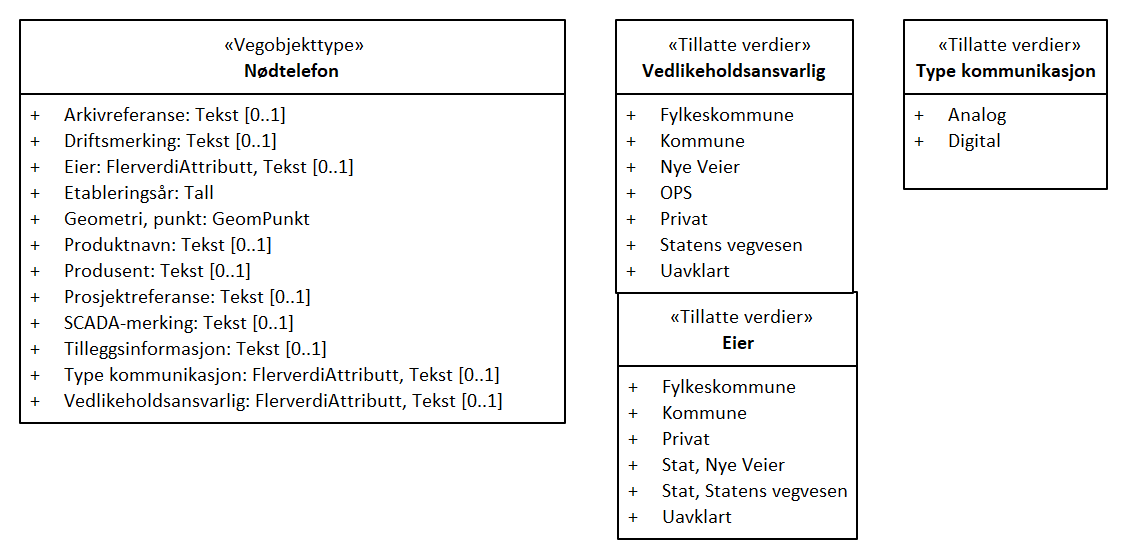 «Vegobjekttype»
Nødtelefon
+ Arkivreferanse: Tekst [0..1]
+ Driftsmerking: Tekst [0..1]
+ Eier: FlerverdiAttributt, Tekst [0..1]
+ Etableringsår: Tall
+ Geometri, punkt: GeomPunkt
+ Produktnavn: Tekst [0..1]
+ Produsent: Tekst [0..1]
+ Prosjektreferanse: Tekst [0..1]
+ SCADA-merking: Tekst [0..1]
+ Tilleggsinformasjon: Tekst [0..1]
+ Type kommunikasjon: FlerverdiAttributt, Tekst [0..1]
+ Vedlikeholdsansvarlig: FlerverdiAttributt, Tekst [0..1]
«Tillatte verdier»
Vedlikeholdsansvarlig
+ Fylkeskommune
+ Kommune
+ Nye Veier
+ OPS
+ Privat
+ Statens vegvesen
+ Uavklart
«Tillatte verdier»
Eier
+ Fylkeskommune
+ Kommune
+ Privat
+ Stat, Nye Veier
+ Stat, Statens vegvesen
+ Uavklart
«Tillatte verdier»
Type kommunikasjon
+ Analog
+ Digital